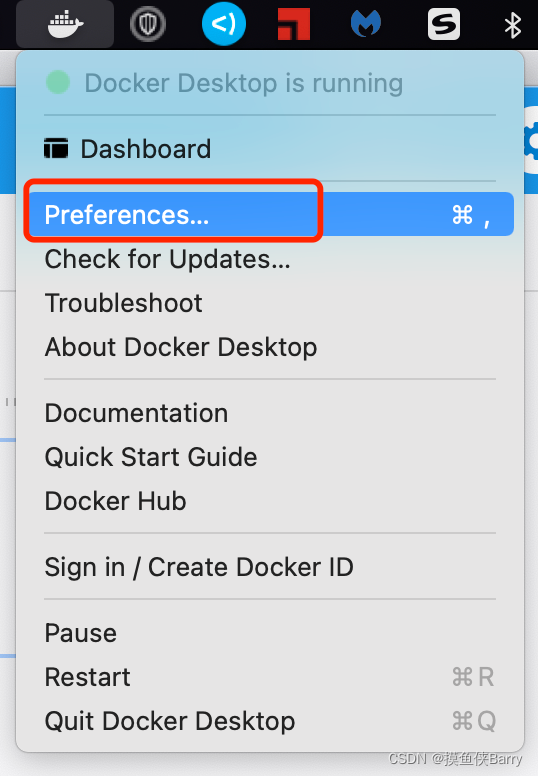 Docker Desktop is running
Dashboard
Preferences... ⌘ ,
Check for Updates...
Troubleshoot
About Docker Desktop
Documentation
Quick Start Guide
Docker Hub
Sign in / Create Docker ID
Pause
Restart ⌘R
Quit Docker Desktop ⌘Q
CSDN @摸鱼侠Barry